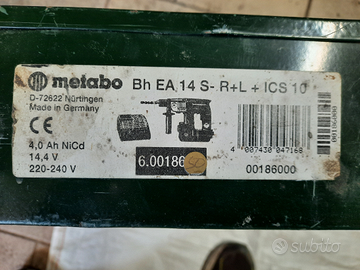 metabo Bh EA 14 S- R+L + ICS 10
D-72622 Nürtingen
Made in Germany
CE
4,0 Ah NiCd
14,4 V
220-240 V
6.00186
4 007430 047168
00186000
subito